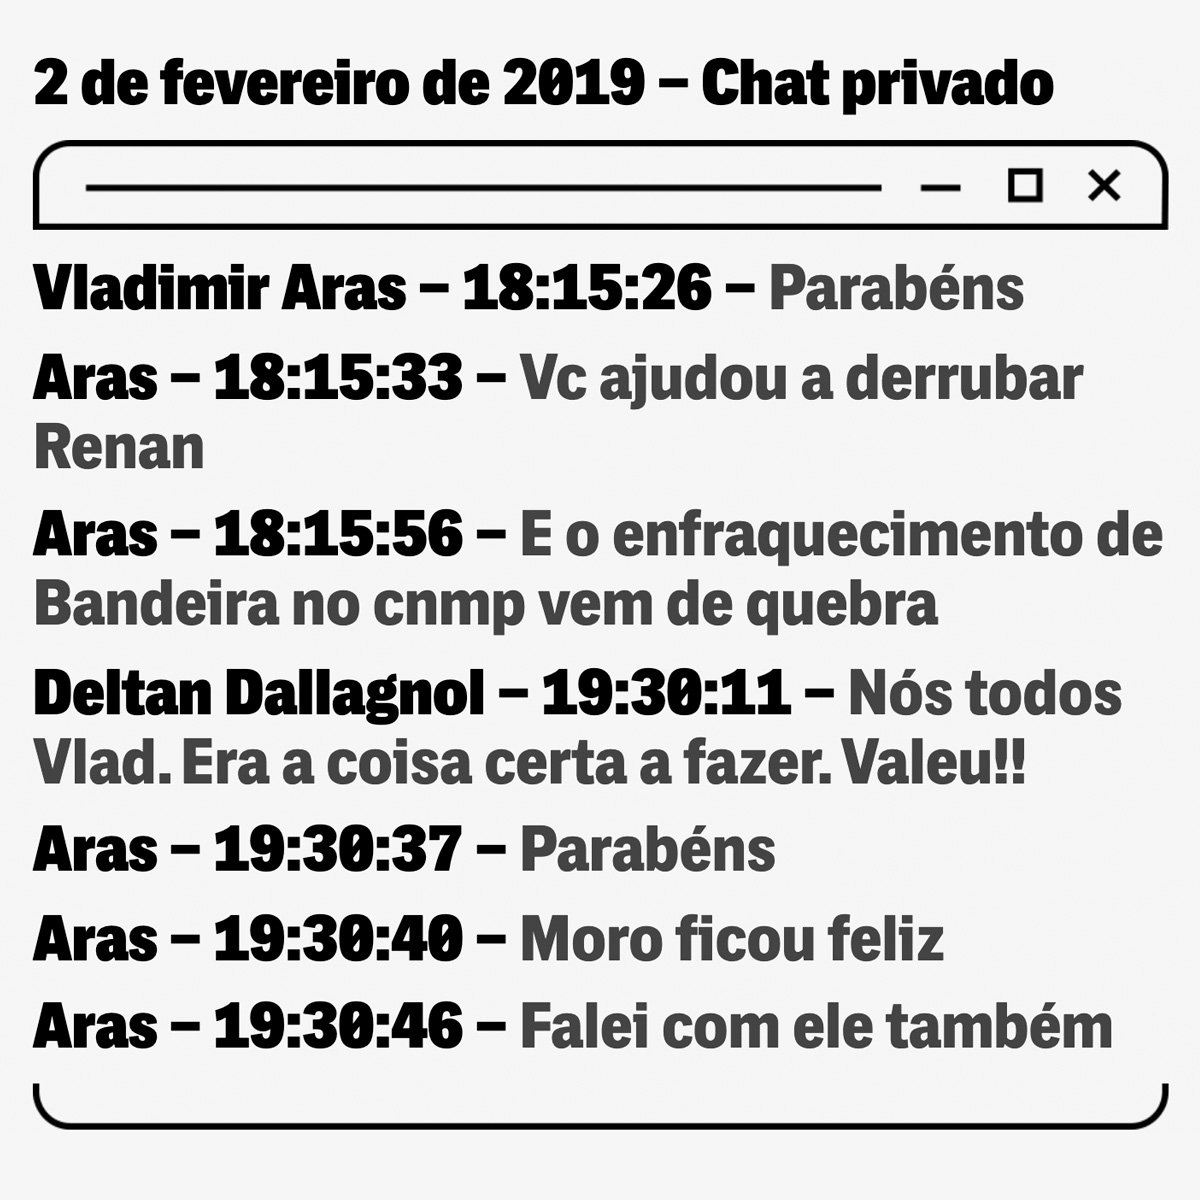 2 de fevereiro de 2019 – Chat privado
Vladimir Aras – 18:15:26 – Parabéns
Aras – 18:15:33 – Vc ajudou a derrubar
Renan
Aras – 18:15:56 – E o enfraquecimento de
Bandeira no cnmp vem de quebra
Deltan Dallagnol – 19:30:11 – Nós todos
Vlad. Era a coisa certa a fazer. Valeu!!
Aras – 19:30:37 – Parabéns
Aras – 19:30:40 – Moro ficou feliz
Aras – 19:30:46 – Falei com ele também